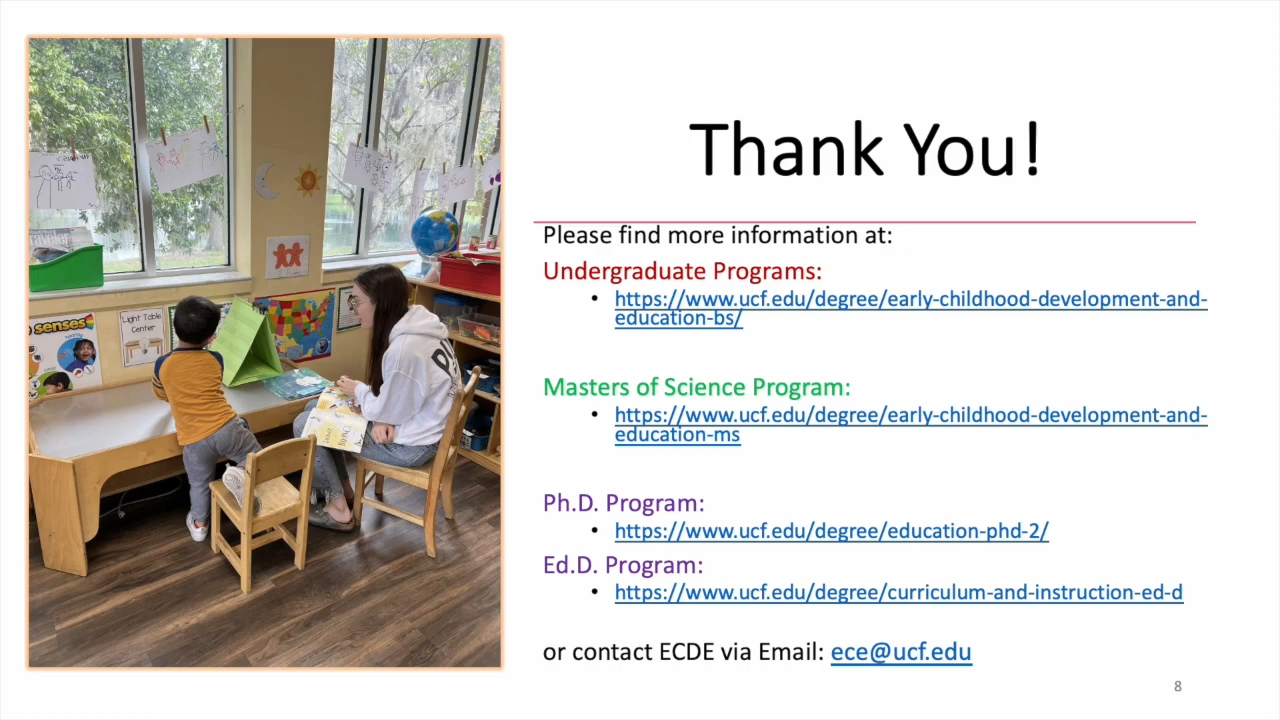 Thank You!
Please find more information at:
Undergraduate Programs:
• https://www.ucf.edu/degree/early-childhood-development-and-
education-bs/
Masters of Science Program:
• https://www.ucf.edu/degree/early-childhood-development-and-
education-ms
Ph.D. Program:
• https://www.ucf.edu/degree/education-phd-2/
Ed.D. Program:
• https://www.ucf.edu/degree/curriculum-and-instruction-ed-d
or contact ECDE via Email: ece@ucf.edu
8
senses
Light Table
Center